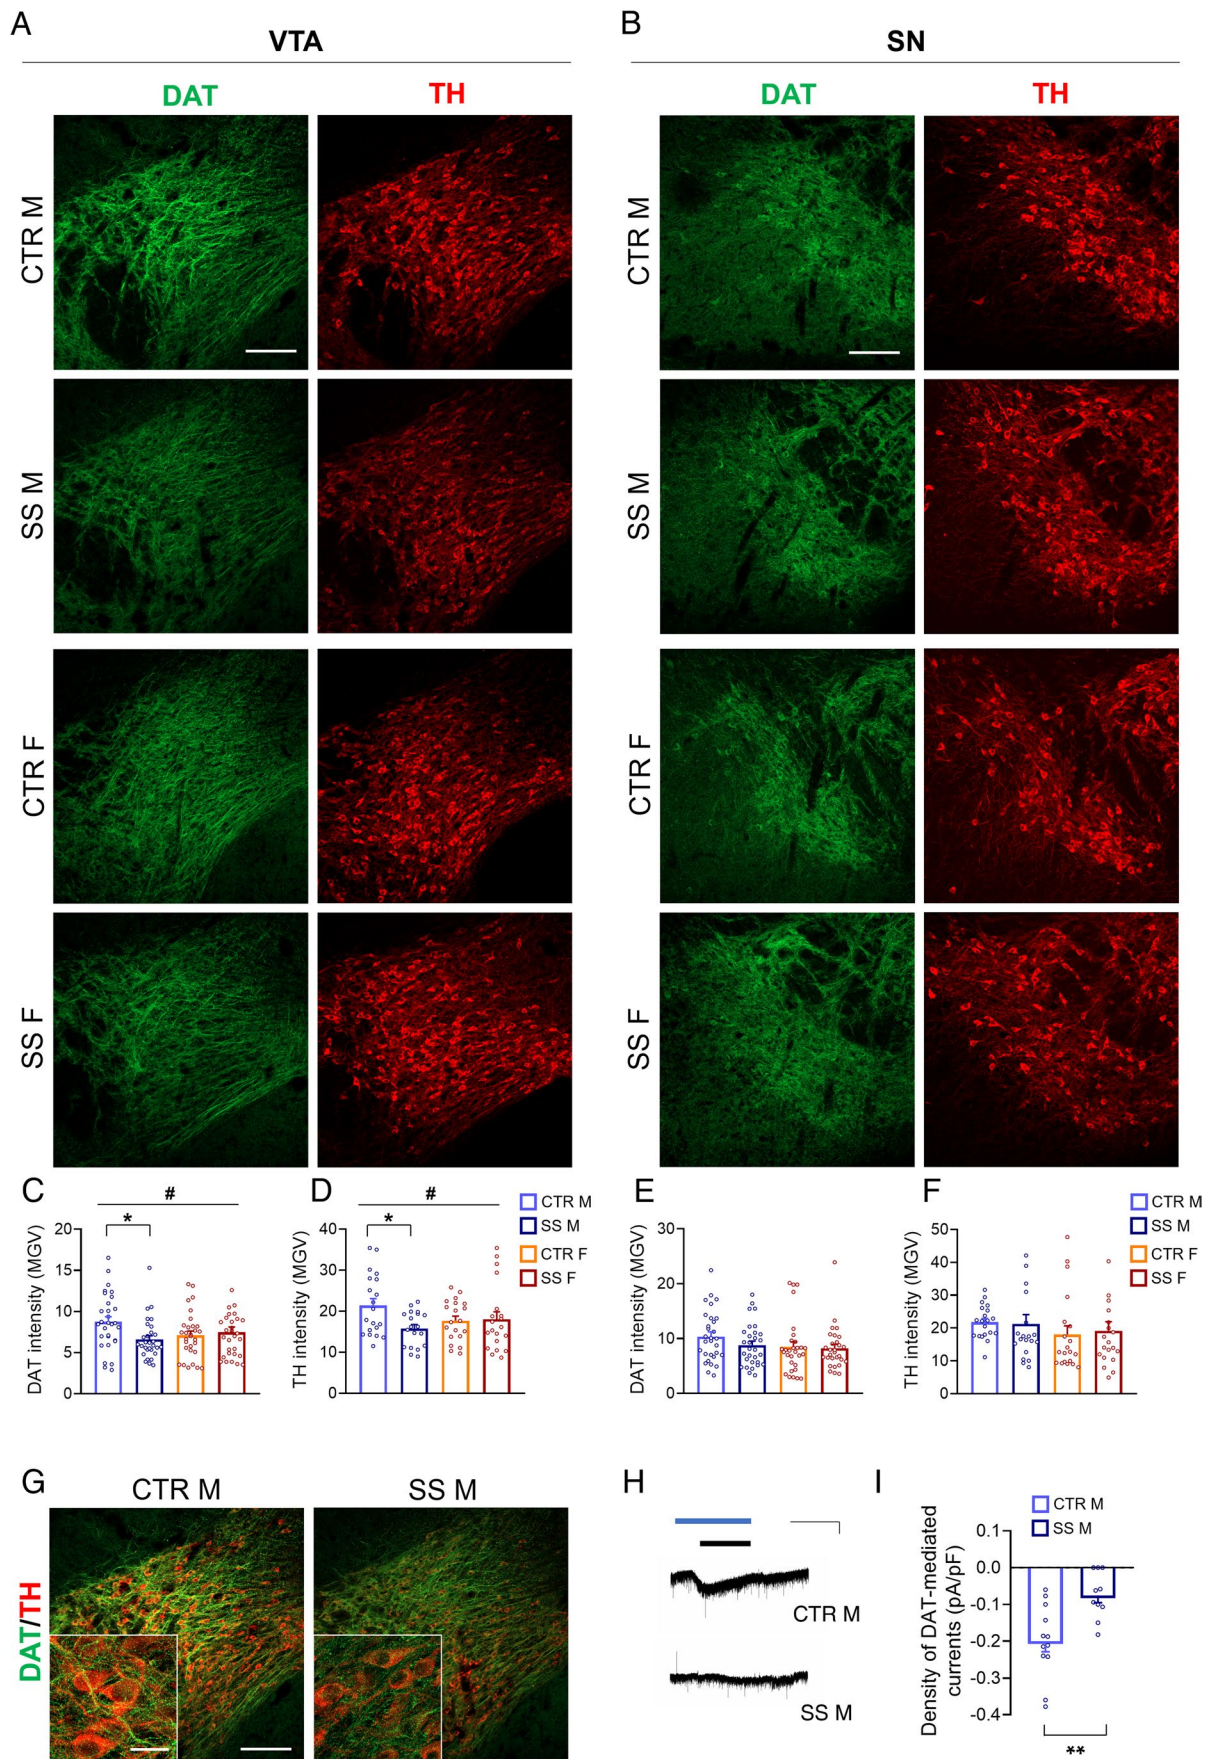 A
VTA
DAT
TH
CTR M
SS M
CTR F
SS F
B
SN
DAT
TH
CTR M
SS M
CTR F
SS F
C
#
*
DAT intensity (MGV)
20
15
10
5
0
D
#
*
TH intensity (MGV)
40
30
20
10
0
CTR M
SS M
CTR F
SS F
E
DAT intensity (MGV)
30
20
10
0
F
TH intensity (MGV)
50
40
30
20
10
0
CTR M
SS M
CTR F
SS F
G
CTR M
SS M
DAT/TH
H
CTR M
SS M
I
CTR M
SS M
Density of DAT-mediated
currents (pA/pF)
0.1
0.0
-0.1
-0.2
-0.3
-0.4
**